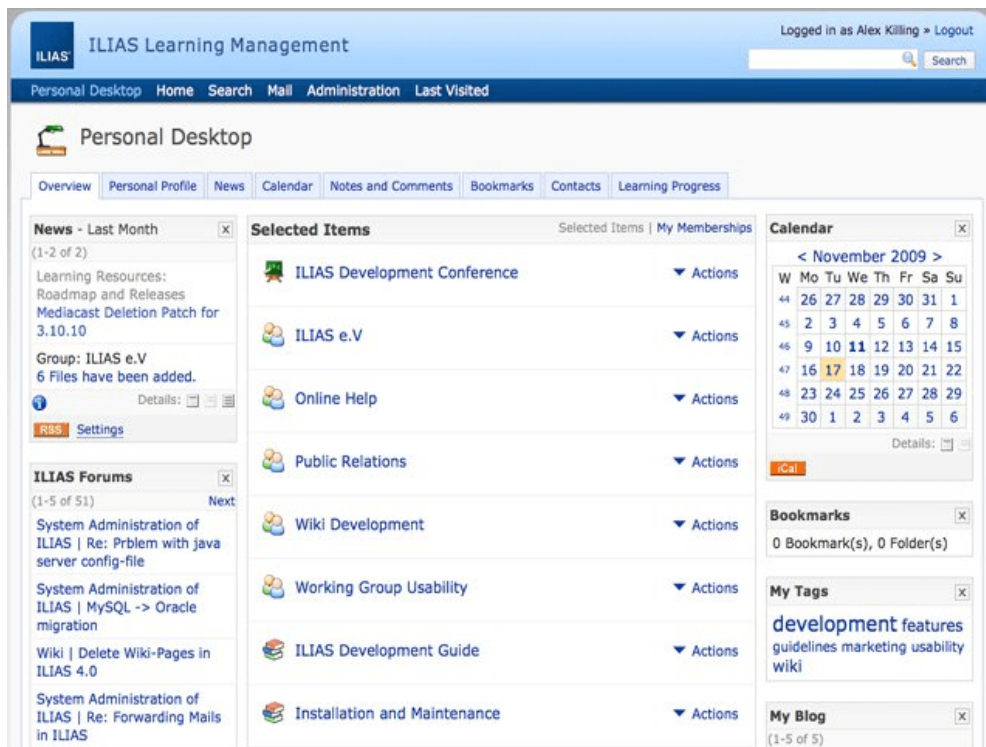 ILIAS
ILIAS Learning Management
Logged in as Alex Killing » Logout
Search
Personal Desktop Home Search Mail Administration Last Visited
Personal Desktop
Overview Personal Profile News Calendar Notes and Comments Bookmarks Contacts Learning Progress
News - Last Month
(1-2 of 2)
Learning Resources:
Roadmap and Releases
Mediacast Deletion Patch for
3.10.10
Group: ILIAS e.V
6 Files have been added.
Details:
RSS Settings
ILIAS Forums
(1-5 of 51) Next
System Administration of
ILIAS | Re: Prblem with java
server config-file
System Administration of
ILIAS | MySQL -> Oracle
migration
Wiki | Delete Wiki-Pages in
ILIAS 4.0
System Administration of
ILIAS | Re: Forwarding Mails
in ILIAS
Selected Items Selected Items | My Memberships
ILIAS Development Conference Actions
ILIAS e.V Actions
Online Help Actions
Public Relations Actions
Wiki Development Actions
Working Group Usability Actions
ILIAS Development Guide Actions
Installation and Maintenance Actions
Calendar
< November 2009 >
W Mo Tu We Th Fr Sa Su
44 26 27 28 29 30 31 1
45 2 3 4 5 6 7 8
46 9 10 11 12 13 14 15
47 16 17 18 19 20 21 22
48 23 24 25 26 27 28 29
49 30 1 2 3 4 5 6
Details:
iCal
Bookmarks
0 Bookmark(s), 0 Folder(s)
My Tags
development features
guidelines marketing usability
wiki
My Blog
(1-5 of 5)